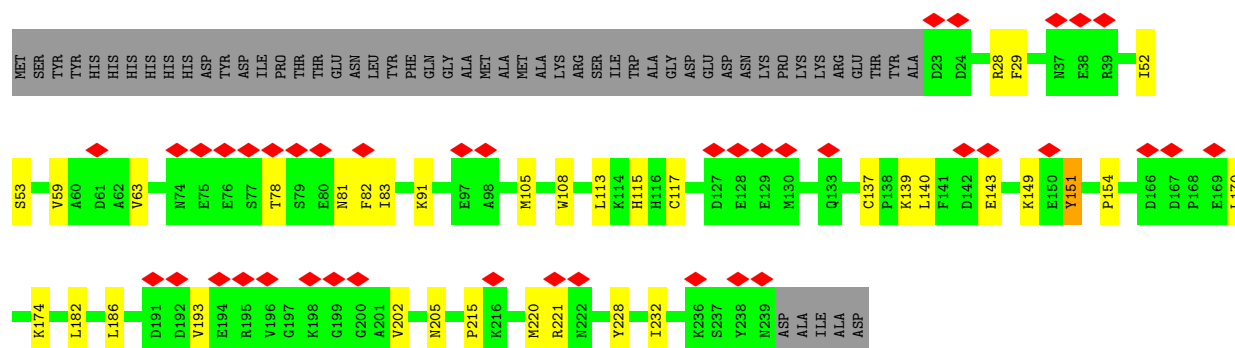 MET SER TYR TYR HIS HIS HIS HIS HIS HIS ASP TYR ASP ILE PRO THR THR GLU ASN LEU TYR PHE GLN GLY ALA MET ALA MET ALA LYS ARG SER ILE TRP ALA GLY ASP GLU ASP ASN LYS PRO LYS LYS ARG GLU THR TYR ALA D23 D24 R28 F29 N37 E38 R39 I52
S53 V59 A60 D61 A62 V63 N74 E75 E76 S77 T78 S79 E80 N81 F82 I83 K91 E97 A98 M105 W108 L113 K114 H115 H116 C117 D127 E128 E129 M130 Q133 C137 P138 K139 L140 F141 D142 E143 K149 E150 Y151 P154 D166 D167 P168 E169 L170
K174 L182 L186 D191 D192 V193 E194 R195 V196 G197 K198 G199 G200 A201 V202 N205 P215 K216 M220 R221 N222 Y228 I232 K236 S237 Y238 N239 ASP ALA ILE ALA ASP